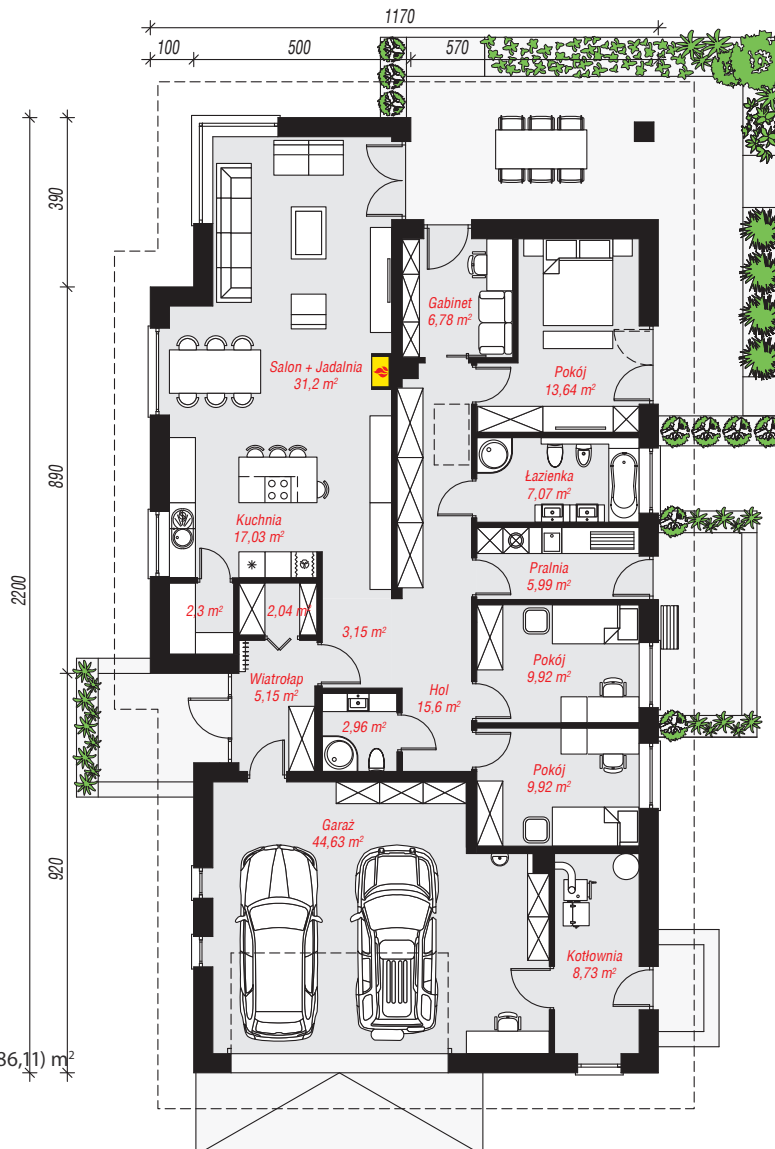 1170
100
500
570
390
890
2200
920
Gabinet
6,78 m²
Salon + Jadalnia
31,2 m²
Pokój
13,64 m²
Łazienka
7,07 m²
Kuchnia
17,03 m²
Pralnia
5,99 m²
2,3 m²
2,04 m²
3,15 m²
Pokój
9,92 m²
Wiatrołap
5,15 m²
Hol
15,6 m²
2,96 m²
Pokój
9,92 m²
Garaż
44,63 m²
Kotłownia
8,73 m²
36,11) m²